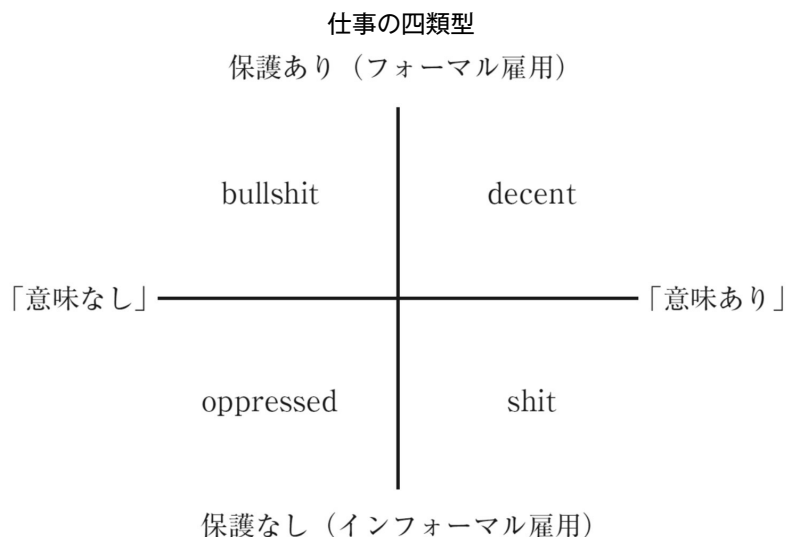 仕事の四類型
保護あり（フォーマル雇用）
bullshit
decent
「意味なし」
「意味あり」
oppressed
shit
保護なし（インフォーマル雇用）